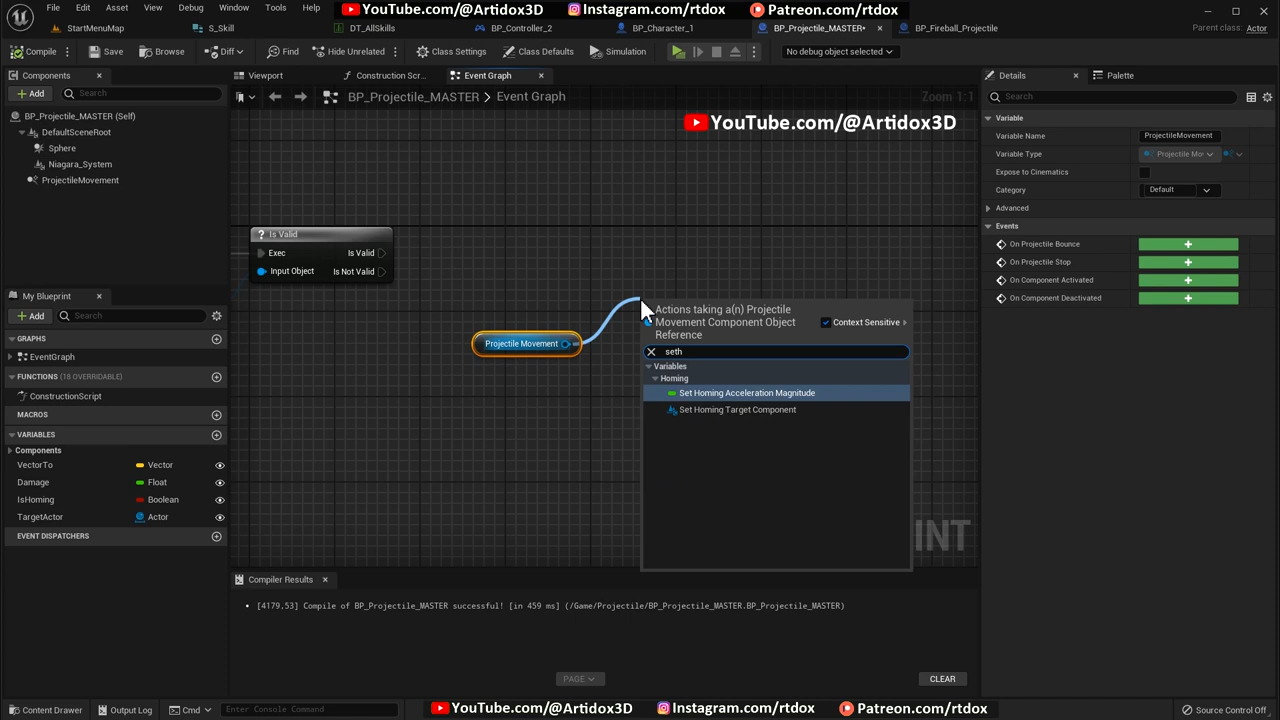 File Edit Asset View Debug Window Tools Help
YouTube.com/@Artidox3D Instagram.com/rtdox Patreon.com/rtdox
StartMenuMap S_Skill DT_AllSkills BP_Controller_2 BP_Character_1 BP_Projectile_MASTER* BP_Fireball_Projectile Parent class: Actor
Compile Save Browse Diff Find Hide Unrelated Class Settings Class Defaults Simulation No debug object selected
Components Viewport Construction Scr... Event Graph Details Palette
Add Search BP_Projectile_MASTER > Event Graph Zoom 1:1 Search
BP_Projectile_MASTER (Self)
DefaultSceneRoot
Sphere
Niagara_System
ProjectileMovement
YouTube.com/@Artidox3D
Variable
Variable Name ProjectileMovement
Variable Type Projectile Mov
Expose to Cinematics
Category Default
Advanced
Events
On Projectile Bounce
On Projectile Stop
On Component Activated
On Component Deactivated
Is Valid
Exec Is Valid
Input Object Is Not Valid
Projectile Movement
Actions taking a(n) Projectile
Movement Component Object
Reference
Context Sensitive
seth
Variables
Homing
Set Homing Acceleration Magnitude
Set Homing Target Component
My Blueprint
Add Search
GRAPHS
EventGraph
FUNCTIONS (18 OVERRIDABLE)
ConstructionScript
MACROS
VARIABLES
Components
VectorTo Vector
Damage Float
IsHoming Boolean
TargetActor Actor
EVENT DISPATCHERS
INT
Compiler Results
[4179,53] Compile of BP_Projectile_MASTER successful! [in 459 ms] (/Game/Projectile/BP_Projectile_MASTER.BP_Projectile_MASTER)
PAGE CLEAR
Content Drawer Output Log Cmd Enter Console Command YouTube.com/@Artidox3D Instagram.com/rtdox Patreon.com/rtdox Source Control Off